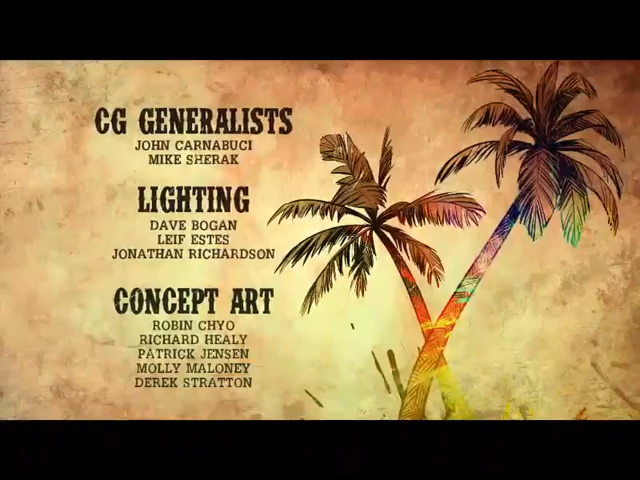 CG GENERALISTS
JOHN CARNABUCI
MIKE SHERAK
LIGHTING
DAVE BOGAN
LEIF ESTES
JONATHAN RICHARDSON
CONCEPT ART
ROBIN CHYO
RICHARD HEALY
PATRICK JENSEN
MOLLY MALONEY
DEREK STRATTON